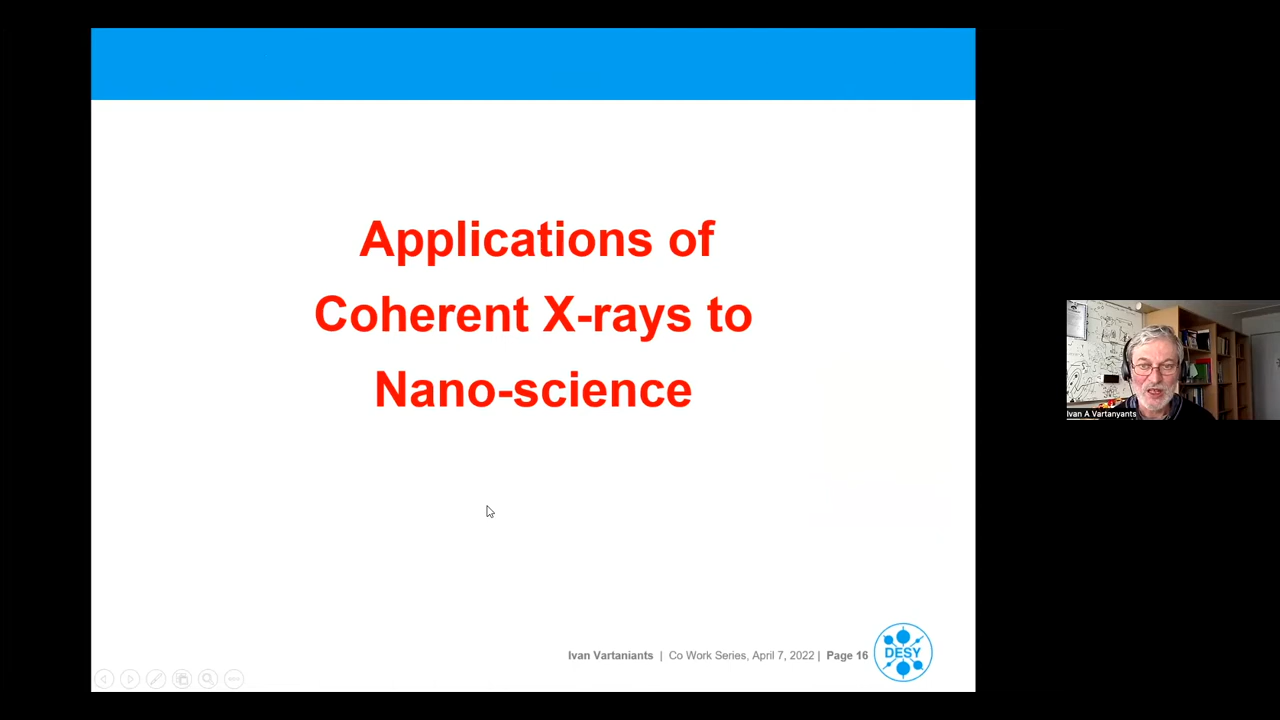 Applications of
Coherent X-rays to
Nano-science
Ivan A Vartanyants
Ivan Vartaniants | Co Work Series, April 7, 2022 | Page 16
DESY